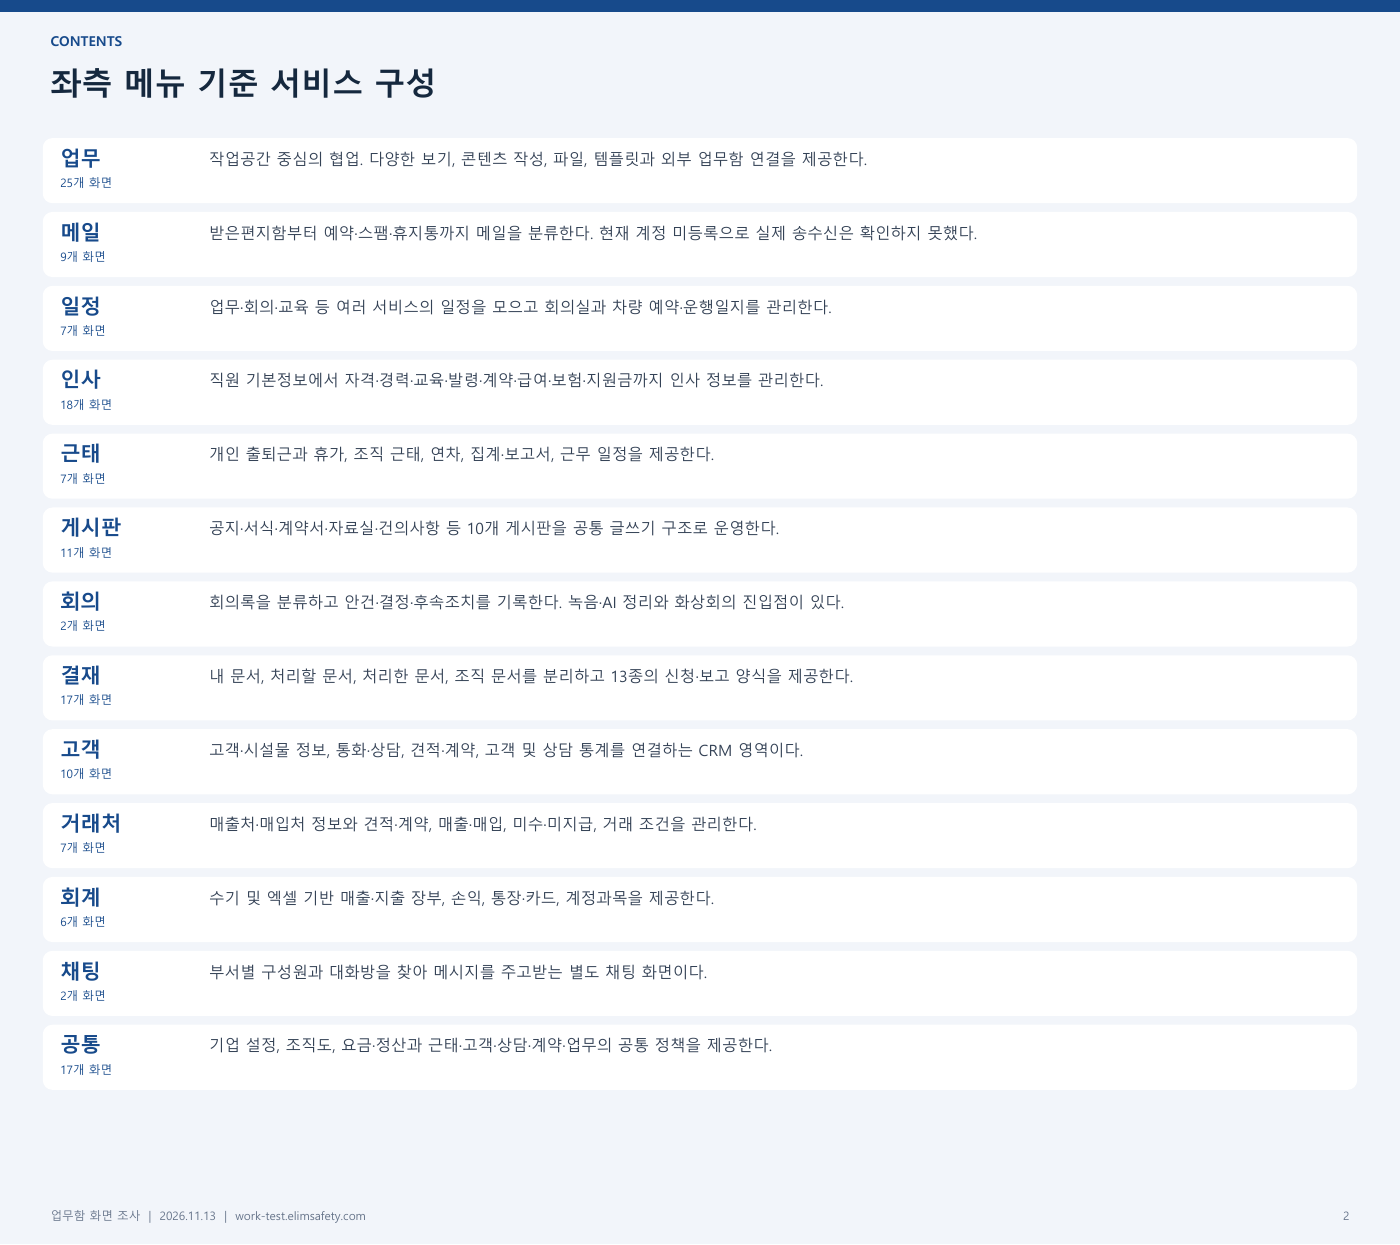 CONTENTS
좌측 메뉴 기준 서비스 구성
업무
작업공간 중심의 협업. 다양한 보기, 콘텐츠 작성, 파일, 템플릿과 외부 업무함 연결을 제공한다.
25개 화면
메일
받은편지함부터 예약·스팸·휴지통까지 메일을 분류한다. 현재 계정 미등록으로 실제 송수신은 확인하지 못했다.
9개 화면
일정
업무·회의·교육 등 여러 서비스의 일정을 모으고 회의실과 차량 예약·운행일지를 관리한다.
7개 화면
인사
직원 기본정보에서 자격·경력·교육·발령·계약·급여·보험·지원금까지 인사 정보를 관리한다.
18개 화면
근태
개인 출퇴근과 휴가, 조직 근태, 연차, 집계·보고서, 근무 일정을 제공한다.
7개 화면
게시판
공지·서식·계약서·자료실·건의사항 등 10개 게시판을 공통 글쓰기 구조로 운영한다.
11개 화면
회의
회의록을 분류하고 안건·결정·후속조치를 기록한다. 녹음·AI 정리와 화상회의 진입점이 있다.
2개 화면
결재
내 문서, 처리할 문서, 처리한 문서, 조직 문서를 분리하고 13종의 신청·보고 양식을 제공한다.
17개 화면
고객
고객·시설물 정보, 통화·상담, 견적·계약, 고객 및 상담 통계를 연결하는 CRM 영역이다.
10개 화면
거래처
매출처·매입처 정보와 견적·계약, 매출·매입, 미수·미지급, 거래 조건을 관리한다.
7개 화면
회계
수기 및 엑셀 기반 매출·지출 장부, 손익, 통장·카드, 계정과목을 제공한다.
6개 화면
채팅
부서별 구성원과 대화방을 찾아 메시지를 주고받는 별도 채팅 화면이다.
2개 화면
공통
기업 설정, 조직도, 요금·정산과 근태·고객·상담·계약·업무의 공통 정책을 제공한다.
17개 화면
업무함 화면 조사 | 2026.11.13 | work-test.elimsafety.com
2